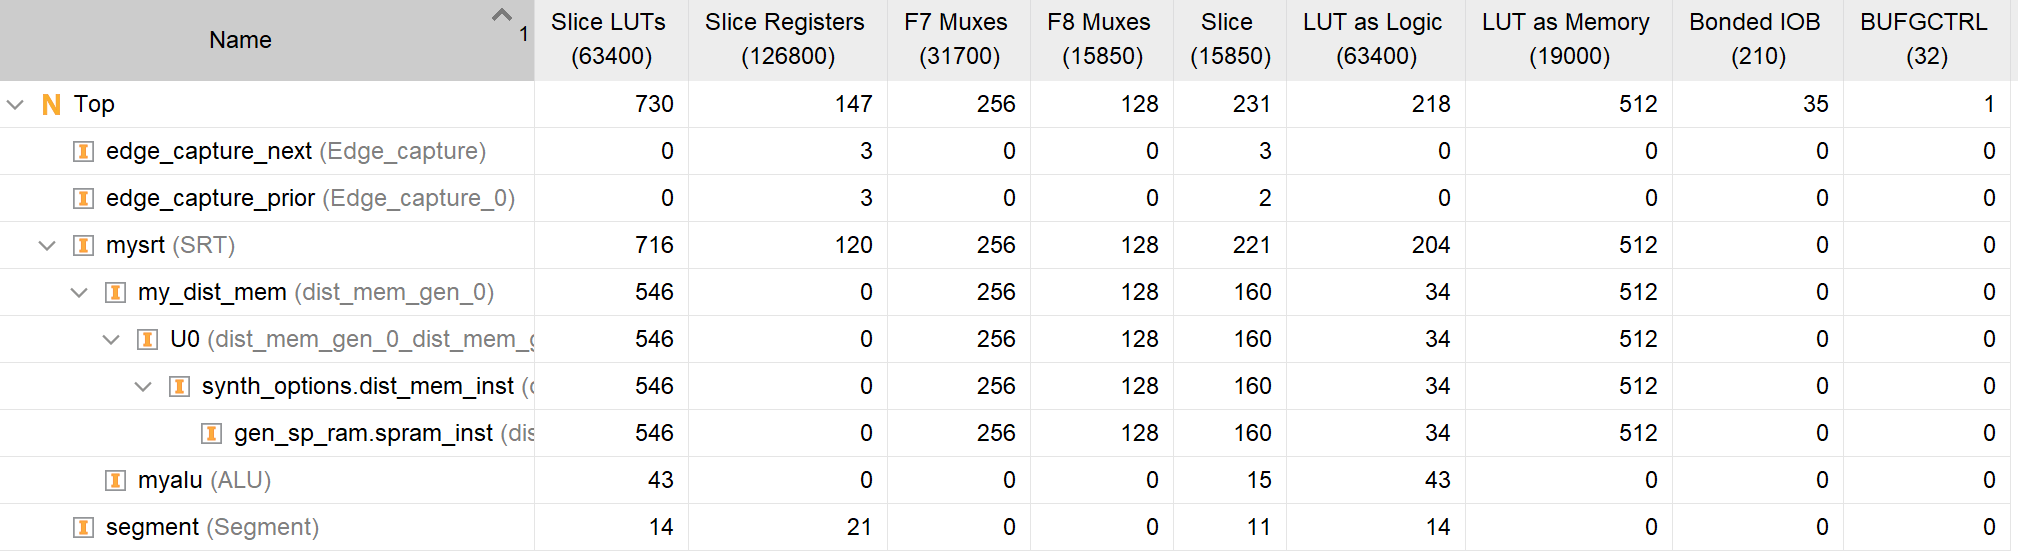 Name 1 Slice LUTs (63400) Slice Registers (126800) F7 Muxes (31700) F8 Muxes (15850) Slice (15850) LUT as Logic (63400) LUT as Memory (19000) Bonded IOB (210) BUFGCTRL (32)
N Top 730 147 256 128 231 218 512 35 1
I edge_capture_next (Edge_capture) 0 3 0 0 3 0 0 0 0
I edge_capture_prior (Edge_capture_0) 0 3 0 0 2 0 0 0 0
I mysrt (SRT) 716 120 256 128 221 204 512 0 0
I my_dist_mem (dist_mem_gen_0) 546 0 256 128 160 34 512 0 0
I U0 (dist_mem_gen_0_dist_mem_g 546 0 256 128 160 34 512 0 0
I synth_options.dist_mem_inst (d 546 0 256 128 160 34 512 0 0
I gen_sp_ram.spram_inst (dis 546 0 256 128 160 34 512 0 0
I myalu (ALU) 43 0 0 0 15 43 0 0 0
I segment (Segment) 14 21 0 0 11 14 0 0 0